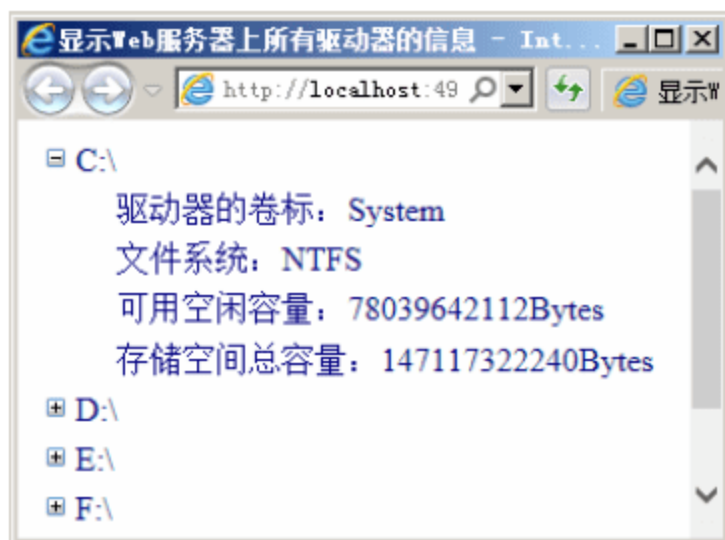 显示Web服务器上所有驱动器的信息 - Int...
http://localhost:49
显示W
C:\
驱动器的卷标：System
文件系统：NTFS
可用空闲容量：78039642112Bytes
存储空间总容量：147117322240Bytes
D:\
E:\
F:\